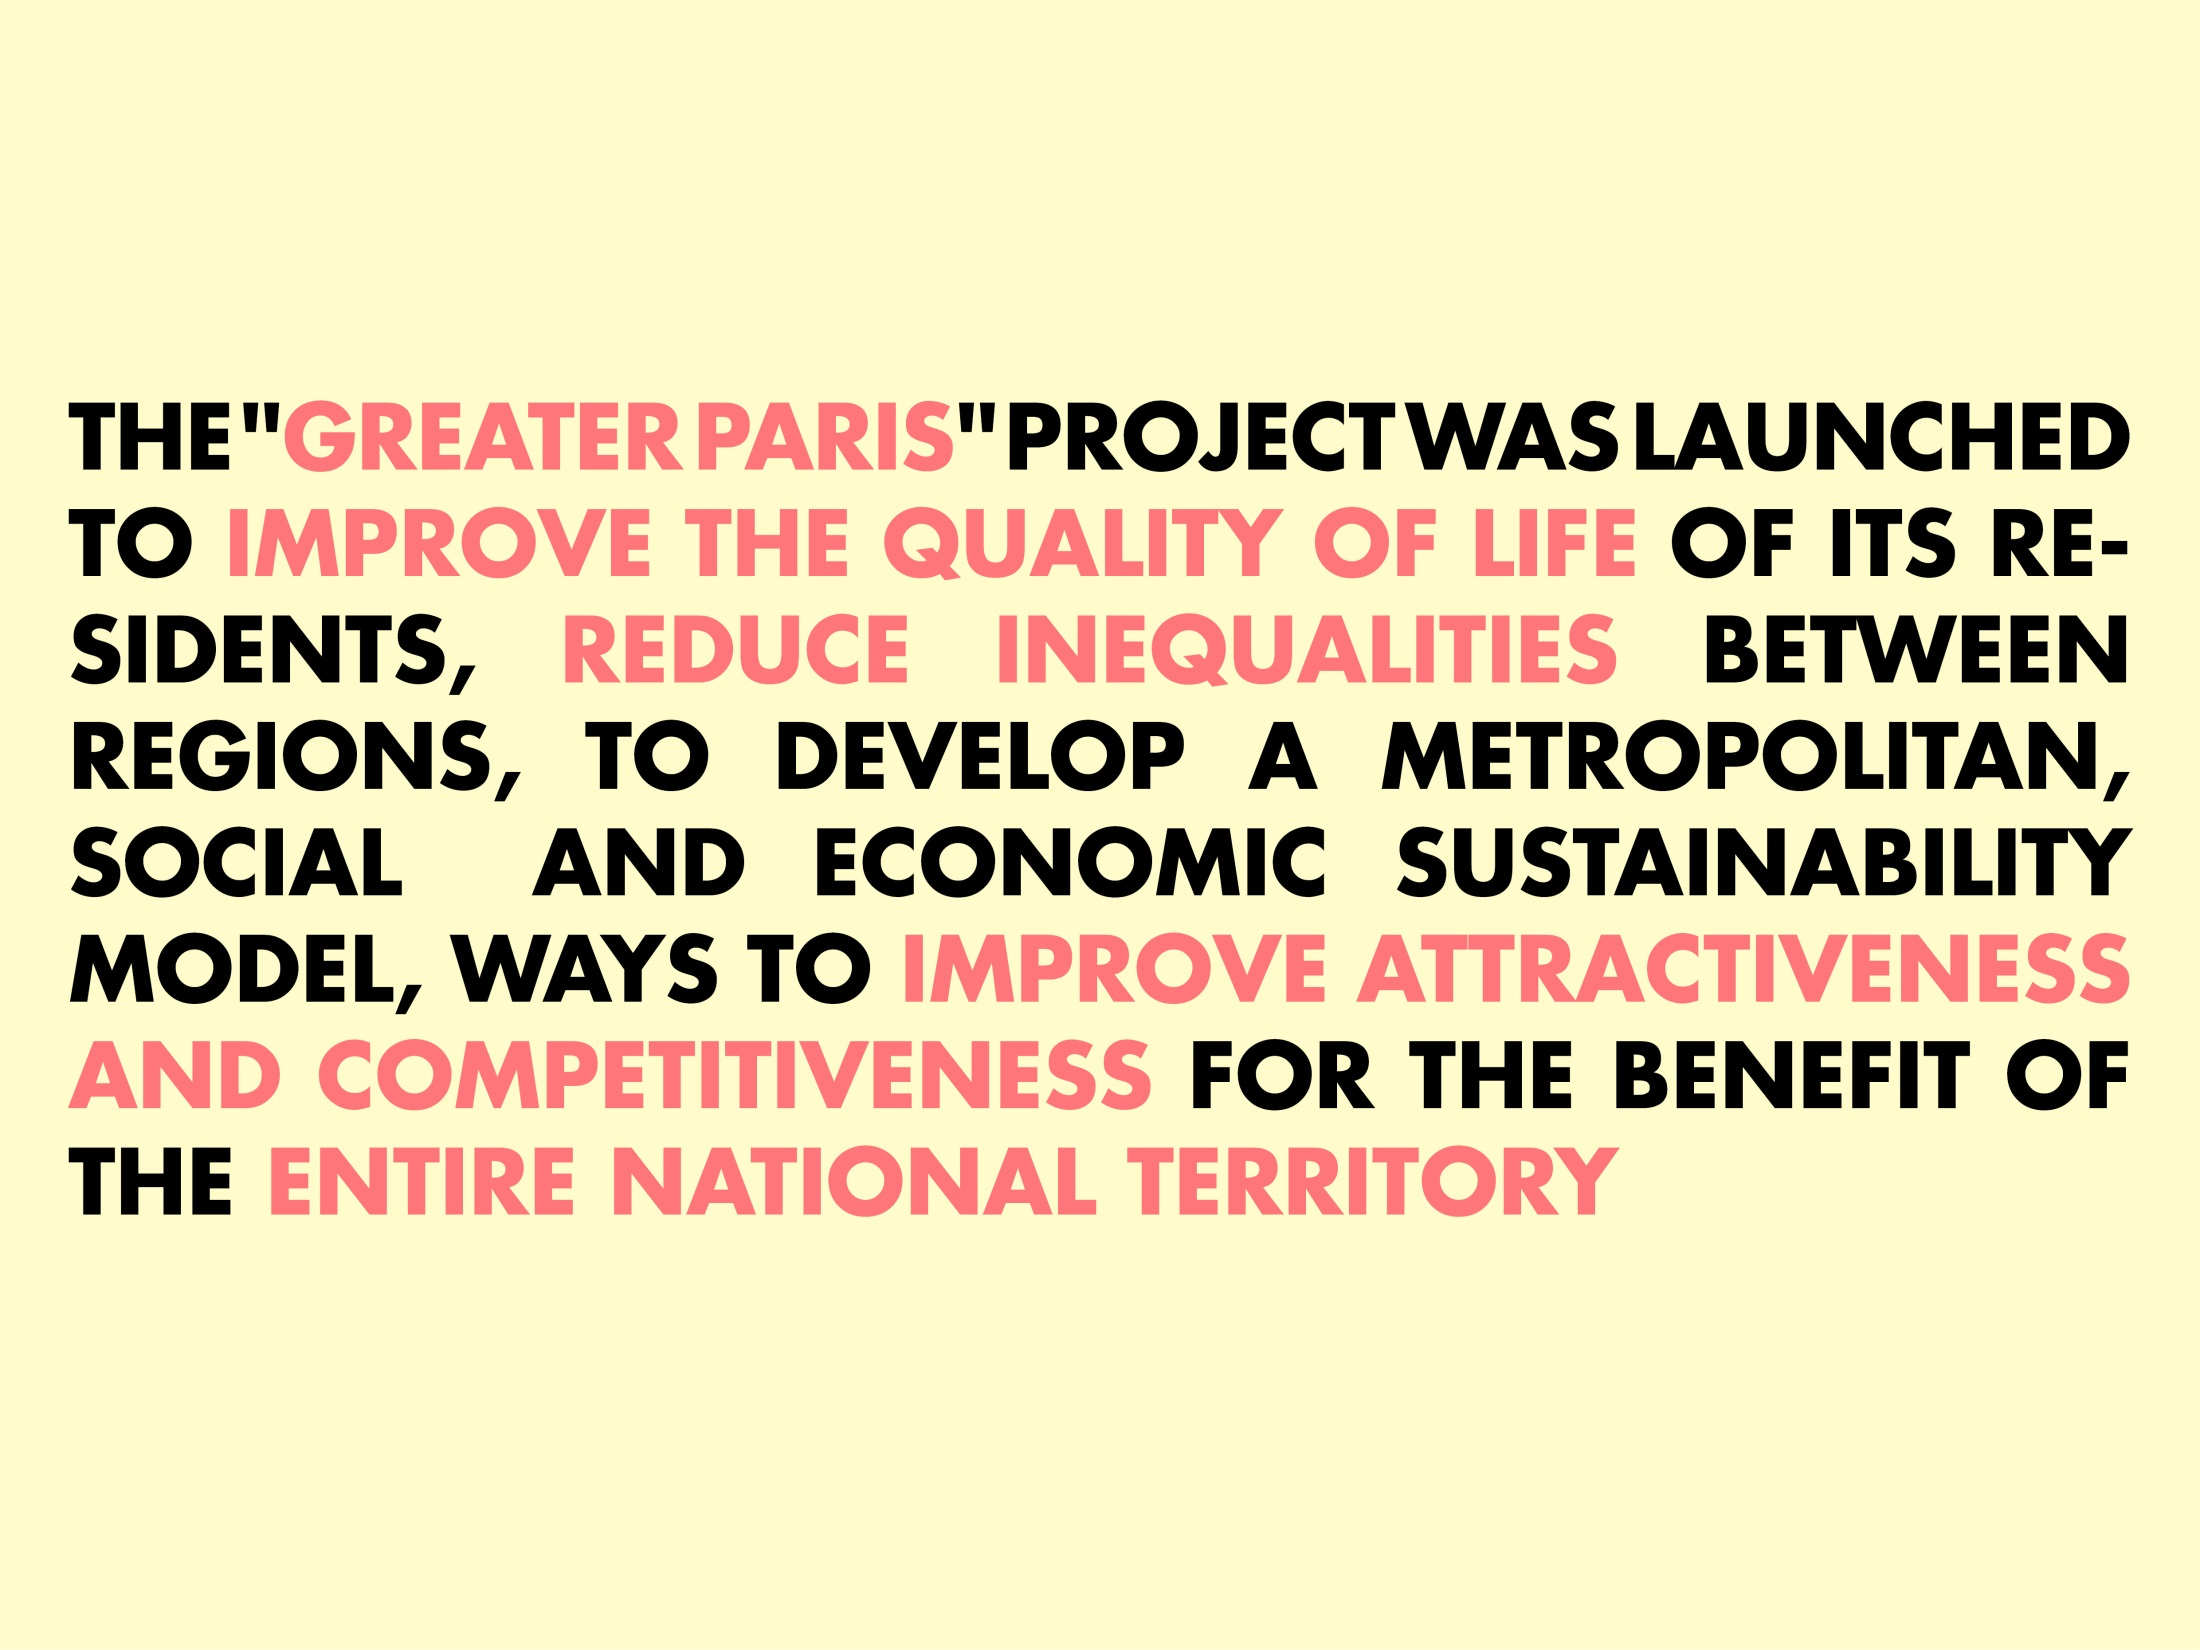 THE "GREATER PARIS" PROJECT WAS LAUNCHED
TO IMPROVE THE QUALITY OF LIFE OF ITS RE-
SIDENTS, REDUCE INEQUALITIES BETWEEN
REGIONS, TO DEVELOP A METROPOLITAN,
SOCIAL AND ECONOMIC SUSTAINABILITY
MODEL, WAYS TO IMPROVE ATTRACTIVENESS
AND COMPETITIVENESS FOR THE BENEFIT OF
THE ENTIRE NATIONAL TERRITORY